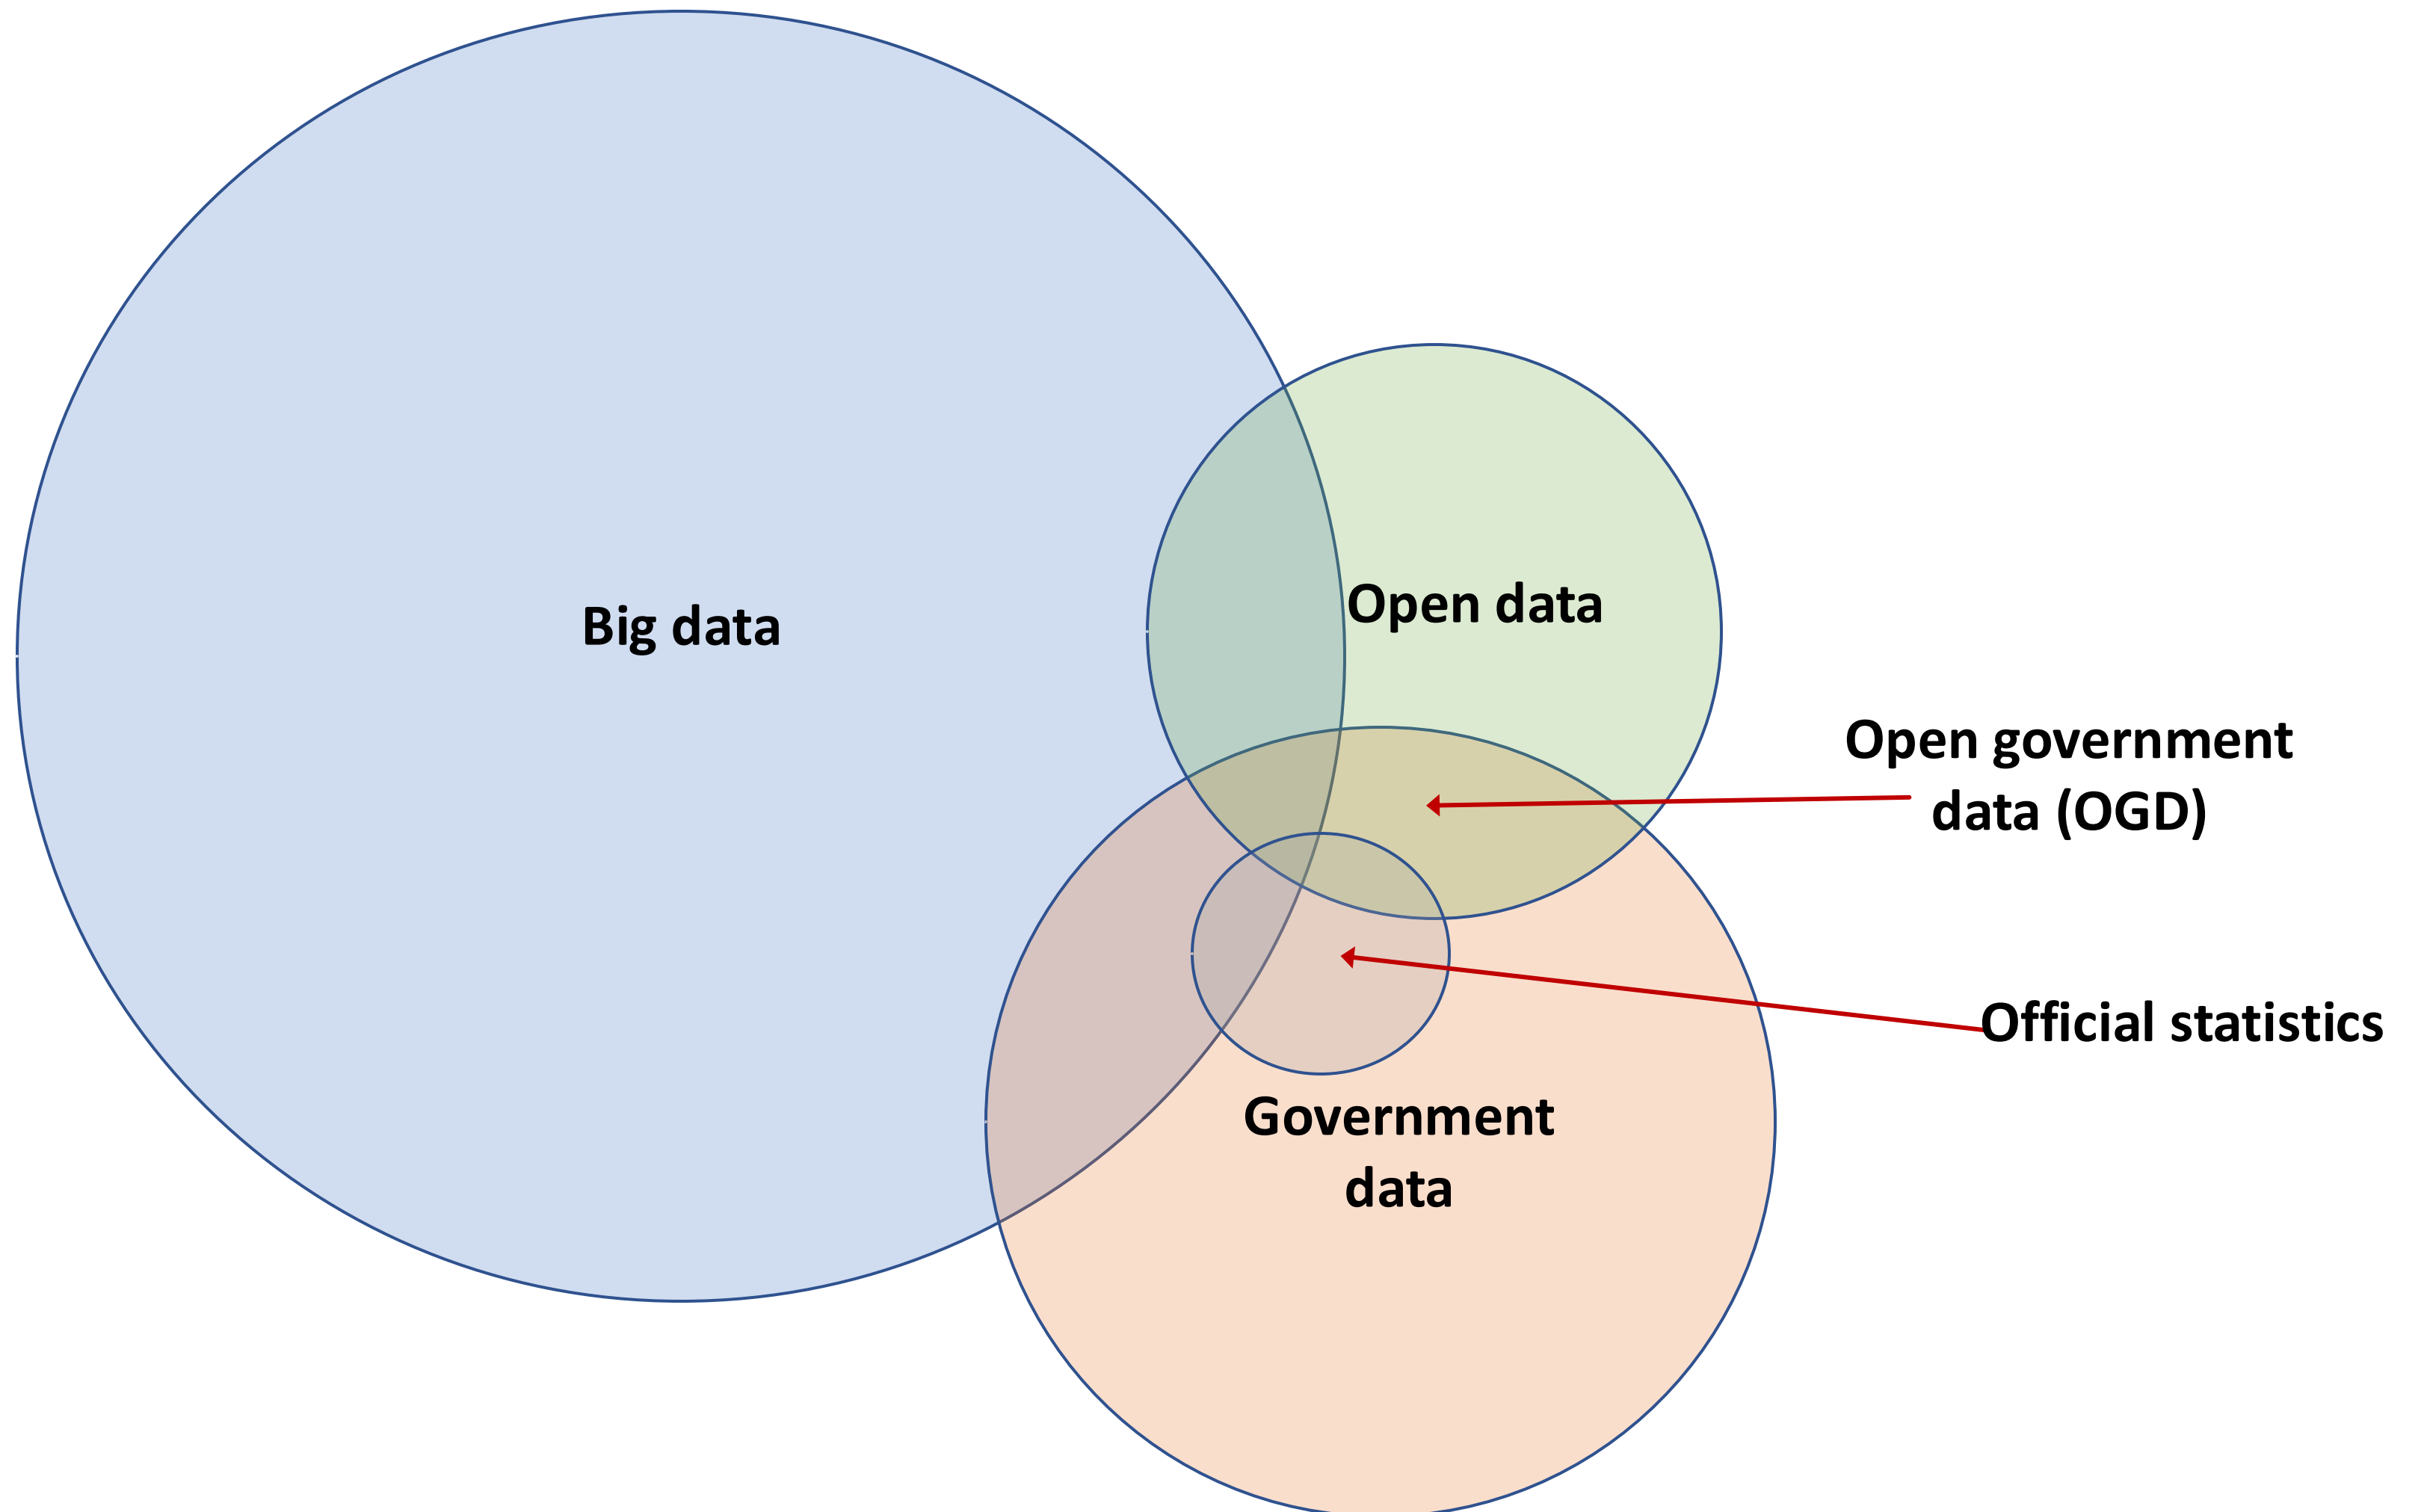 Big data
Open data
Open government
data (OGD)
Official statistics
Government
data